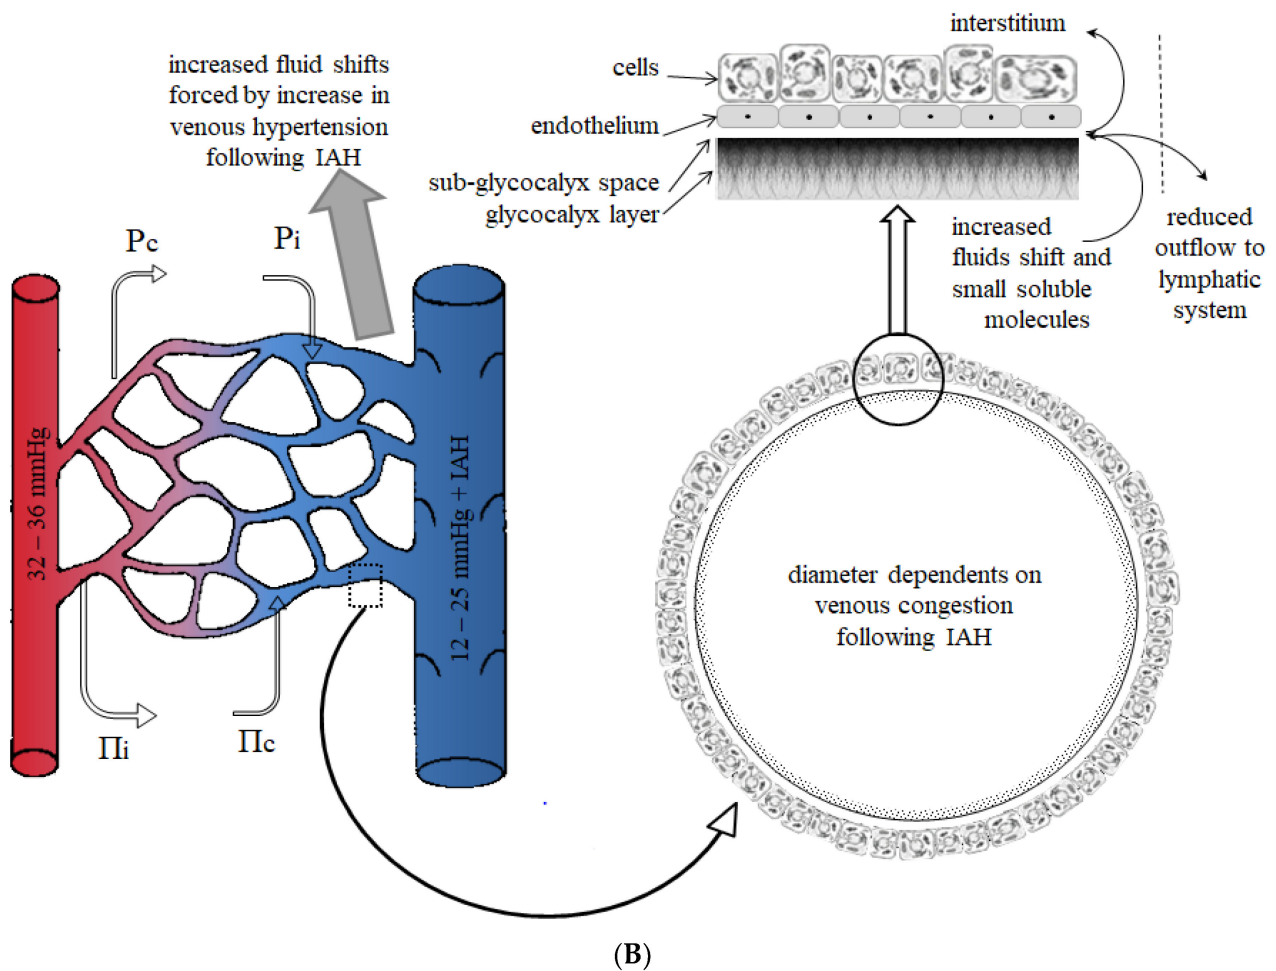 increased fluid shifts
forced by increase in
venous hypertension
following IAH
Pc
Pi
32 – 36 mmHg
12 – 25 mmHg + IAH
Πi
Πc
interstitium
cells
endothelium
sub-glycocalyx space
glycocalyx layer
increased
fluids shift and
small soluble
molecules
reduced
outflow to
lymphatic
system
diameter dependents on
venous congestion
following IAH
(B)